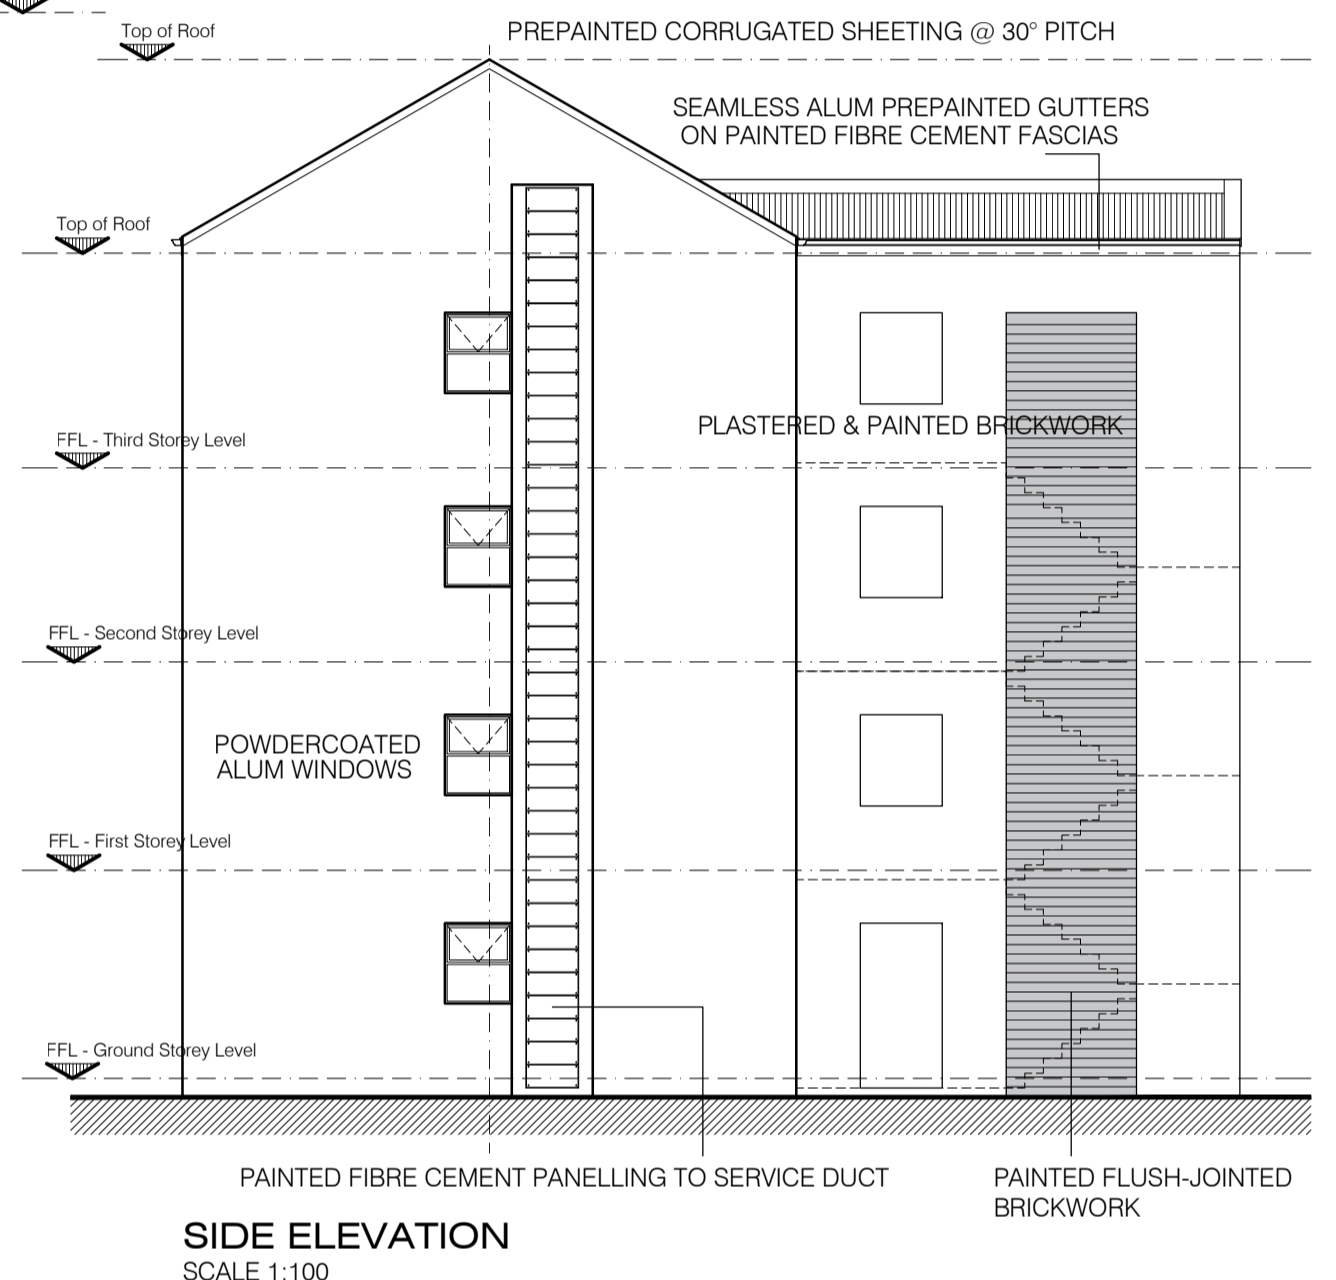 Top of Roof
PREPAINTED CORRUGATED SHEETING @ 30° PITCH
SEAMLESS ALUM PREPAINTED GUTTERS
ON PAINTED FIBRE CEMENT FASCIAS
Top of Roof
PLASTERED & PAINTED BRICKWORK
FFL - Third Storey Level
FFL - Second Storey Level
POWDERCOATED
ALUM WINDOWS
FFL - First Storey Level
FFL - Ground Storey Level
PAINTED FIBRE CEMENT PANELLING TO SERVICE DUCT
PAINTED FLUSH-JOINTED
BRICKWORK
SIDE ELEVATION
SCALE 1:100